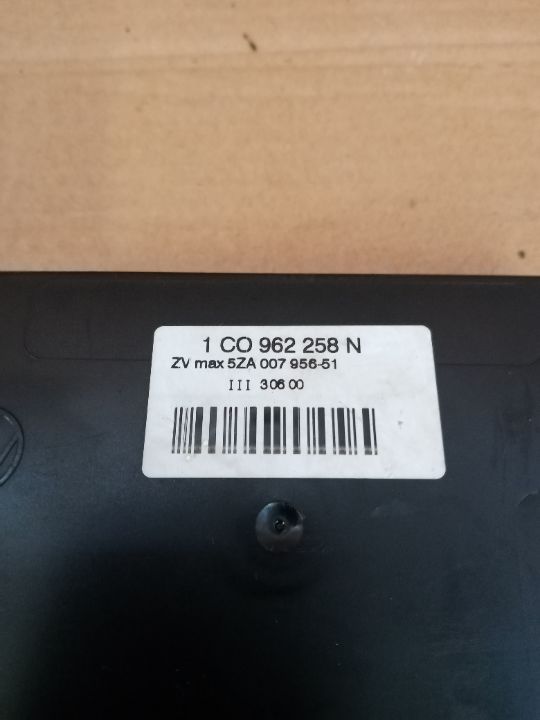 1 CO 962 258 N
ZV max 5ZA 007 956-51
III 306 00